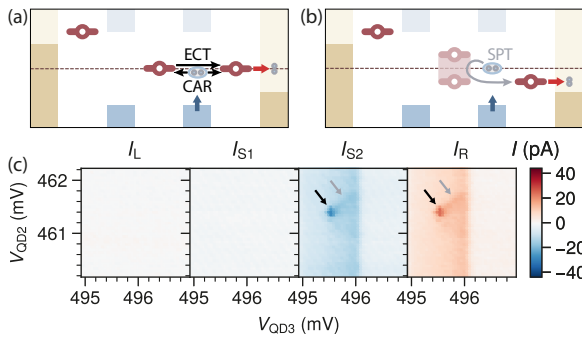 (a)
ECT
CAR
(b)
SPT
(c)
I_L
I_S1
I_S2
I_R
I (pA)
V_QD2 (mV)
462
461
40
20
0
−20
−40
495 496 495 496 495 496 495 496
V_QD3 (mV)